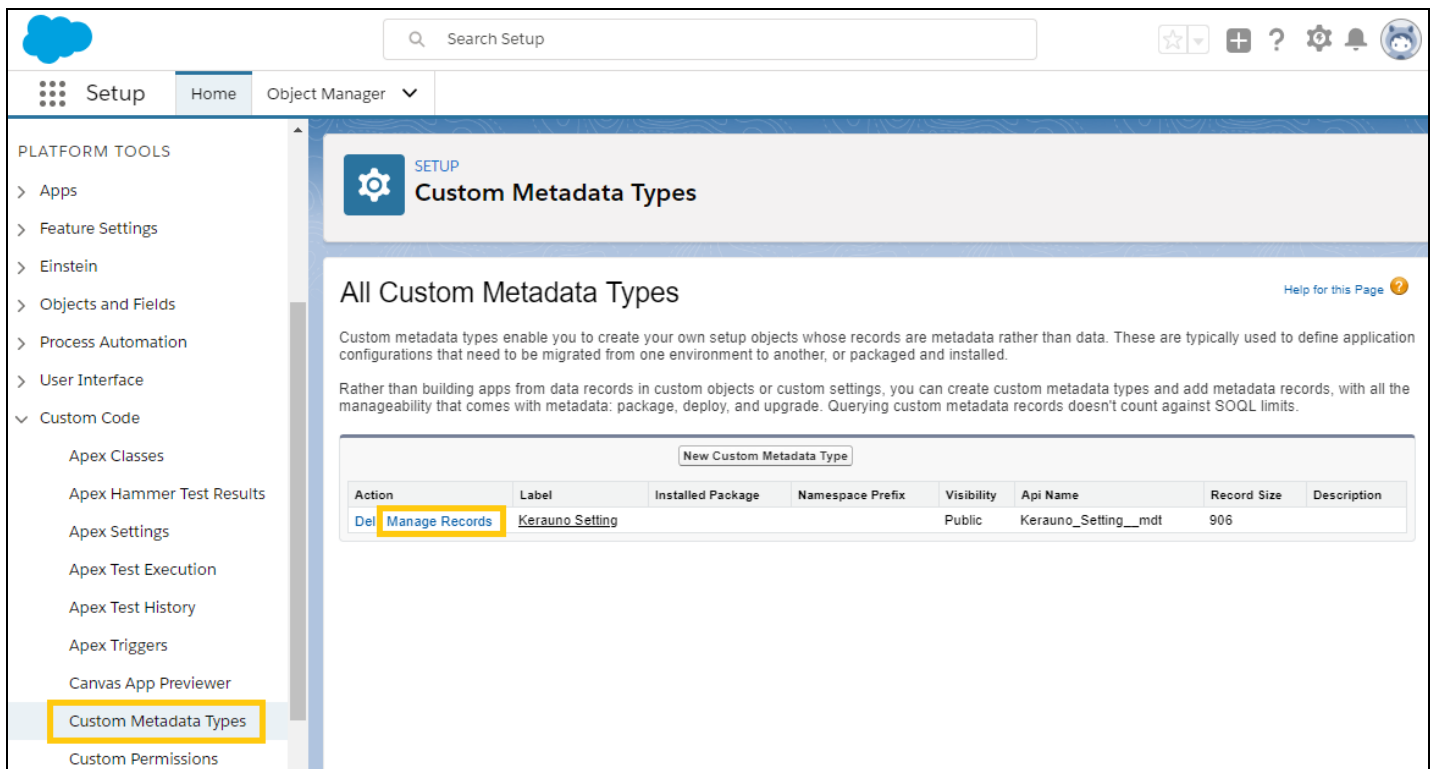 Search Setup
Setup
Home
Object Manager
PLATFORM TOOLS
Apps
Feature Settings
Einstein
Objects and Fields
Process Automation
User Interface
Custom Code
Apex Classes
Apex Hammer Test Results
Apex Settings
Apex Test Execution
Apex Test History
Apex Triggers
Canvas App Previewer
Custom Metadata Types
Custom Permissions
SETUP
Custom Metadata Types
All Custom Metadata Types
Help for this Page
Custom metadata types enable you to create your own setup objects whose records are metadata rather than data. These are typically used to define application
configurations that need to be migrated from one environment to another, or packaged and installed.
Rather than building apps from data records in custom objects or custom settings, you can create custom metadata types and add metadata records, with all the
manageability that comes with metadata: package, deploy, and upgrade. Querying custom metadata records doesn't count against SOQL limits.
New Custom Metadata Type
Action Label Installed Package Namespace Prefix Visibility Api Name Record Size Description
Del Manage Records Kerauno Setting Public Kerauno_Setting__mdt 906